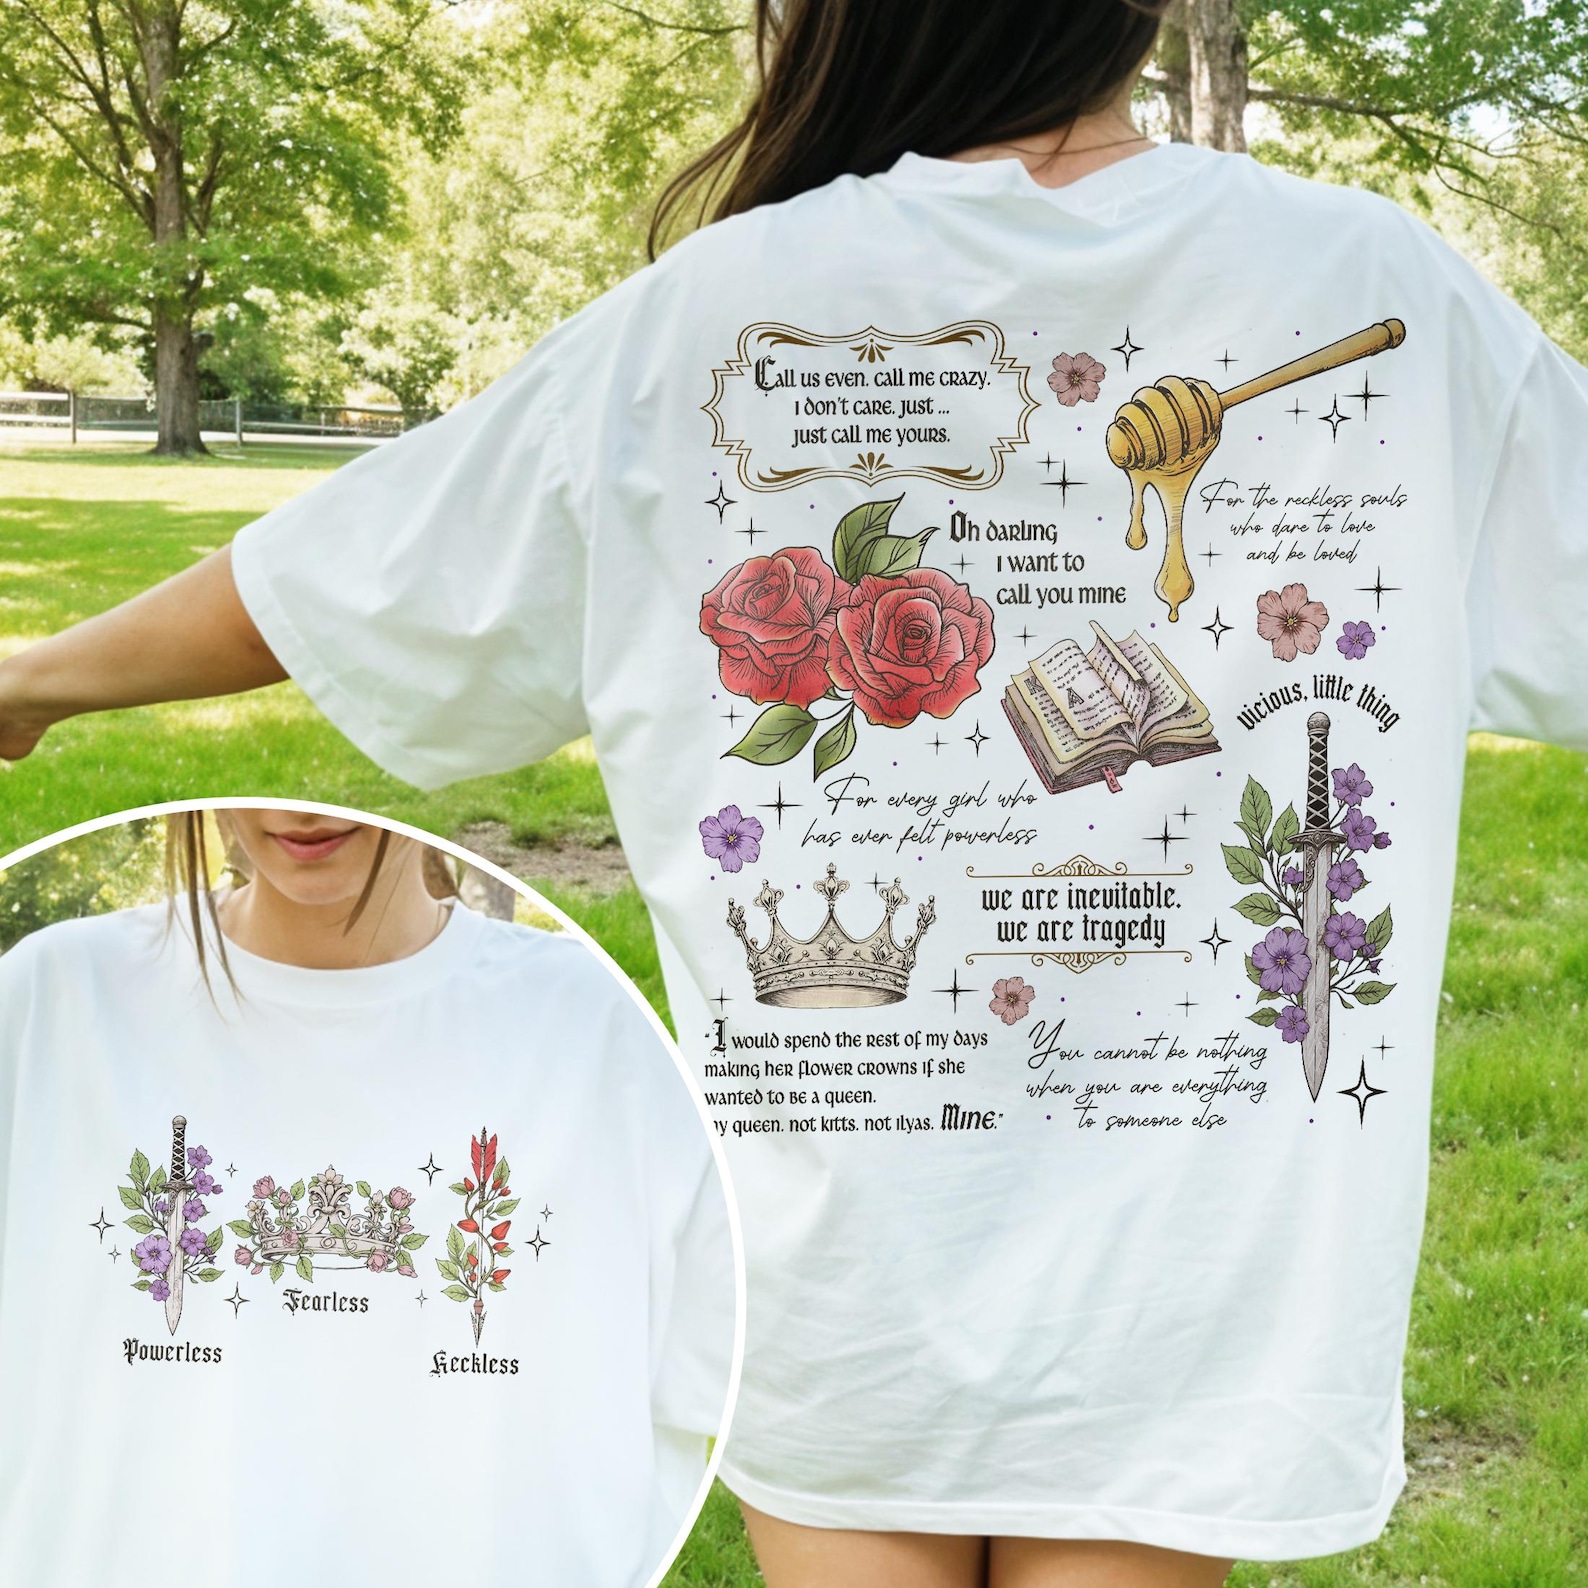 Call us even. call me crazy.
I don't care. just ...
just call me yours.
For the reckless souls
who dare to love
and be loved
Oh darling
I want to
call you mine
vicious, little thing
For every girl who
has ever felt powerless
we are inevitable.
we are tragedy
"I would spend the rest of my days
making her flower crowns if she
wanted to be a queen.
queen. not kitts. not ilyas. Mine."
You cannot be nothing
when you are everything
to someone else
Powerless
Fearless
Reckless